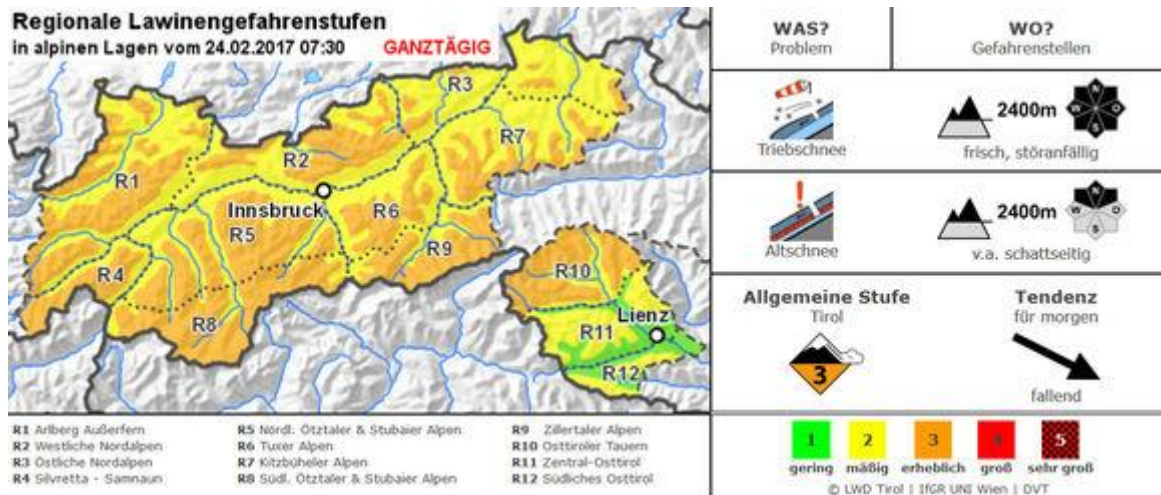 Regionale Lawinengefahrenstufen
in alpinen Lagen vom 24.02.2017 07:30 GANZTÄGIG
R1
R2
R3
R7
Innsbruck
R5
R6
R9
R4
R8
R10
Lienz
R11
R12
R1 Arlberg Außerfern
R2 Westliche Nordalpen
R3 Östliche Nordalpen
R4 Silvretta - Samnaun
R5 Nördl. Ötztaler & Stubaier Alpen
R6 Tuxer Alpen
R7 Kitzbüheler Alpen
R8 Südl. Ötztaler & Stubaier Alpen
R9 Zillertaler Alpen
R10 Osttiroler Tauern
R11 Zentral-Osttirol
R12 Südliches Osttirol
WAS? WO?
Problem Gefahrenstellen
2400m N W O S
Triebschnee frisch, störanfällig
2400m N W O S
Altschnee v.a. schattseitig
Allgemeine Stufe Tendenz
Tirol für morgen
3
fallend
1 2 3 4 5
gering mäßig erheblich groß sehr groß
© LWD Tirol | IfGR UNI Wien | DVT